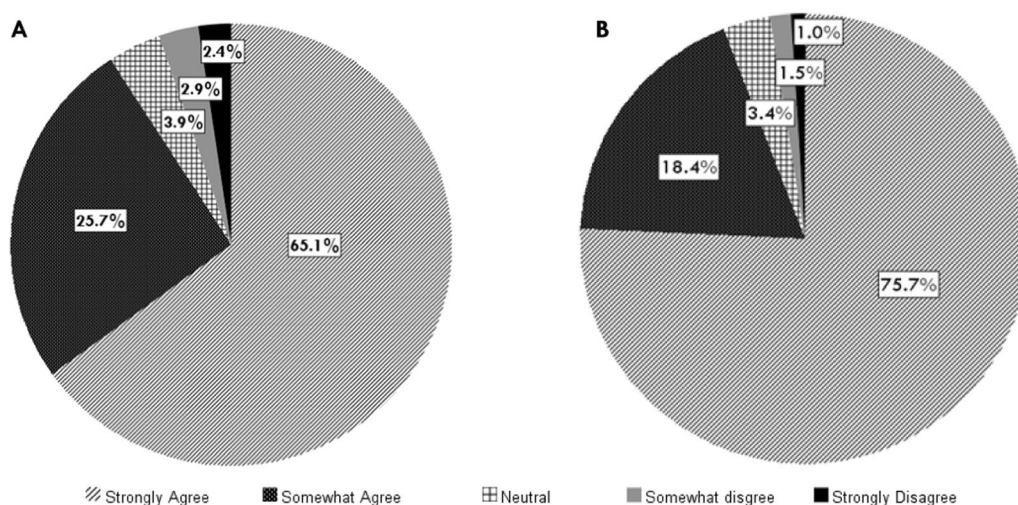 A
B
2.4%
1.0%
2.9%
1.5%
3.9%
3.4%
18.4%
25.7%
65.1%
75.7%
Strongly Agree
Somewhat Agree
Neutral
Somewhat disgree
Strongly Disagree